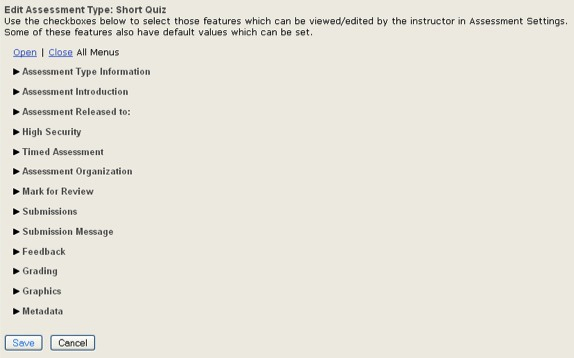 Edit Assessment Type: Short Quiz
Use the checkboxes below to select those features which can be viewed/edited by the instructor in Assessment Settings.
Some of these features also have default values which can be set.
Open | Close All Menus
Assessment Type Information
Assessment Introduction
Assessment Released to:
High Security
Timed Assessment
Assessment Organization
Mark for Review
Submissions
Submission Message
Feedback
Grading
Graphics
Metadata
Save Cancel